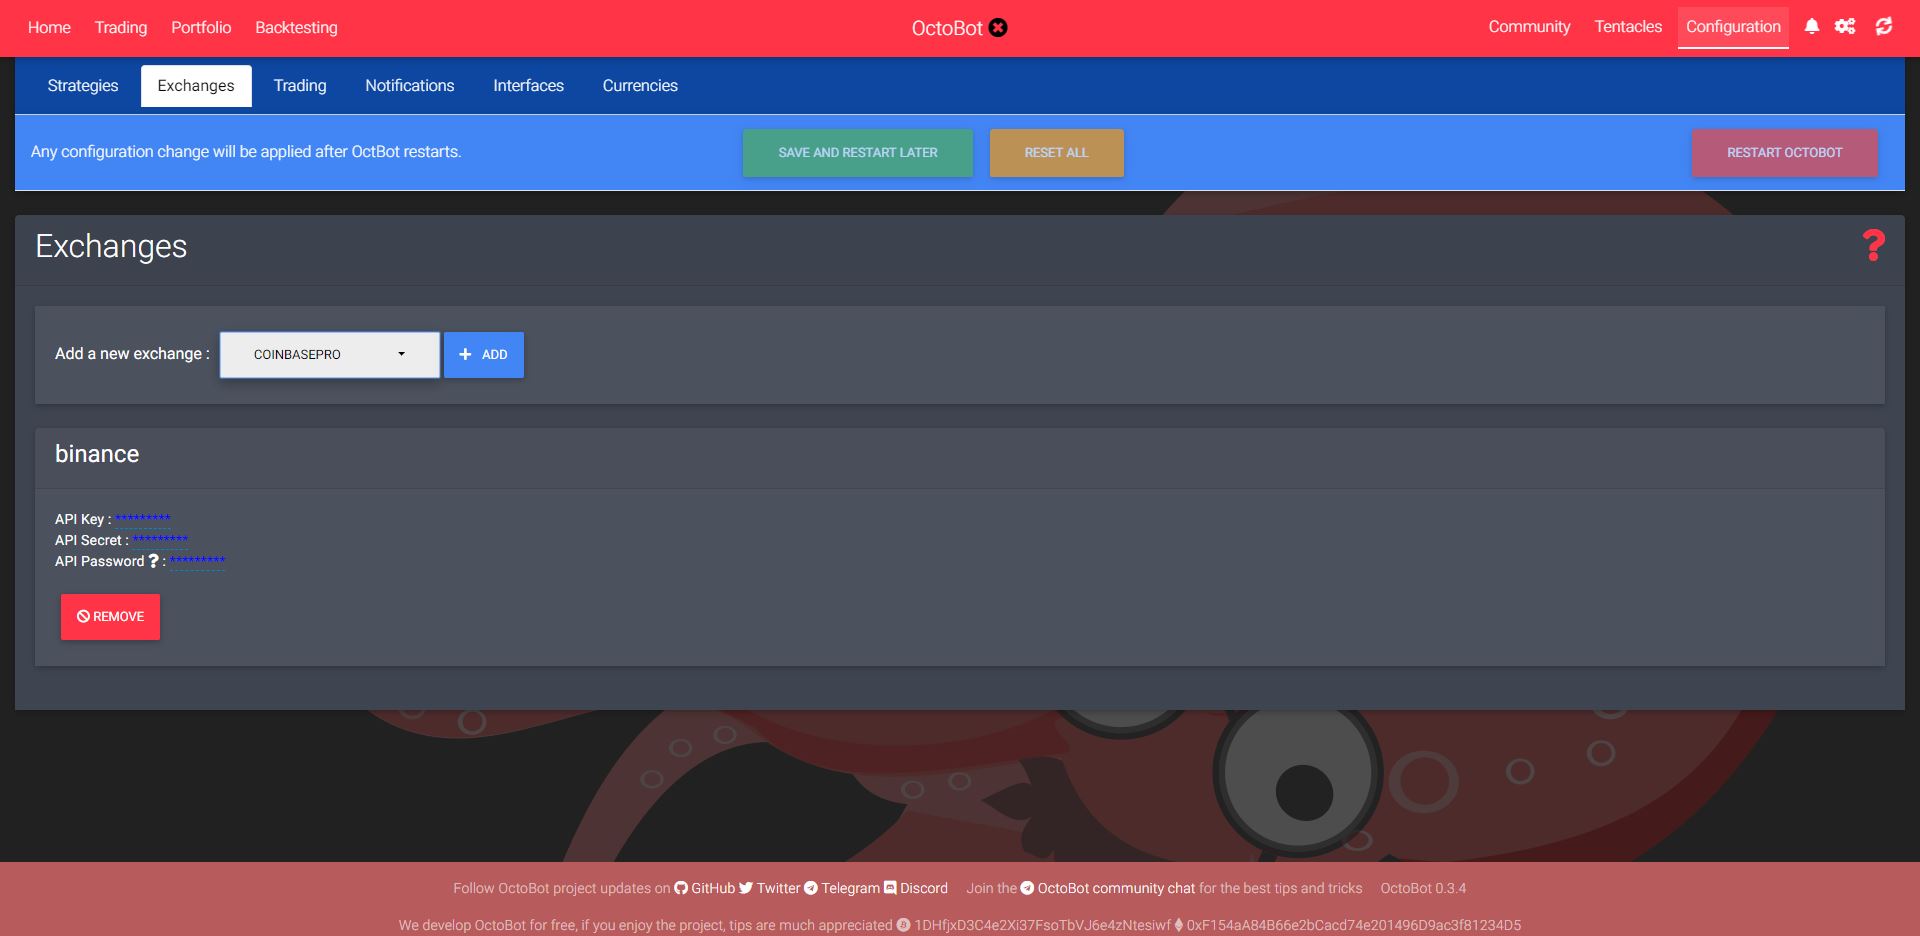 Home Trading Portfolio Backtesting OctoBot Community Tentacles Configuration
Strategies Exchanges Trading Notifications Interfaces Currencies
Any configuration change will be applied after OctBot restarts. SAVE AND RESTART LATER RESET ALL RESTART OCTOBOT
Exchanges ?
Add a new exchange : COINBASEPRO + ADD
binance
API Key : *********
API Secret : *********
API Password ? : *********
REMOVE
Follow OctoBot project updates on GitHub Twitter Telegram Discord Join the OctoBot community chat for the best tips and tricks OctoBot 0.3.4
We develop OctoBot for free, if you enjoy the project, tips are much appreciated 1DHfjxD3C4e2Xi37FsoTbVJ6e4zNtesiwf 0xF154aA84B66e2bCacd74e201496D9ac3f81234D5